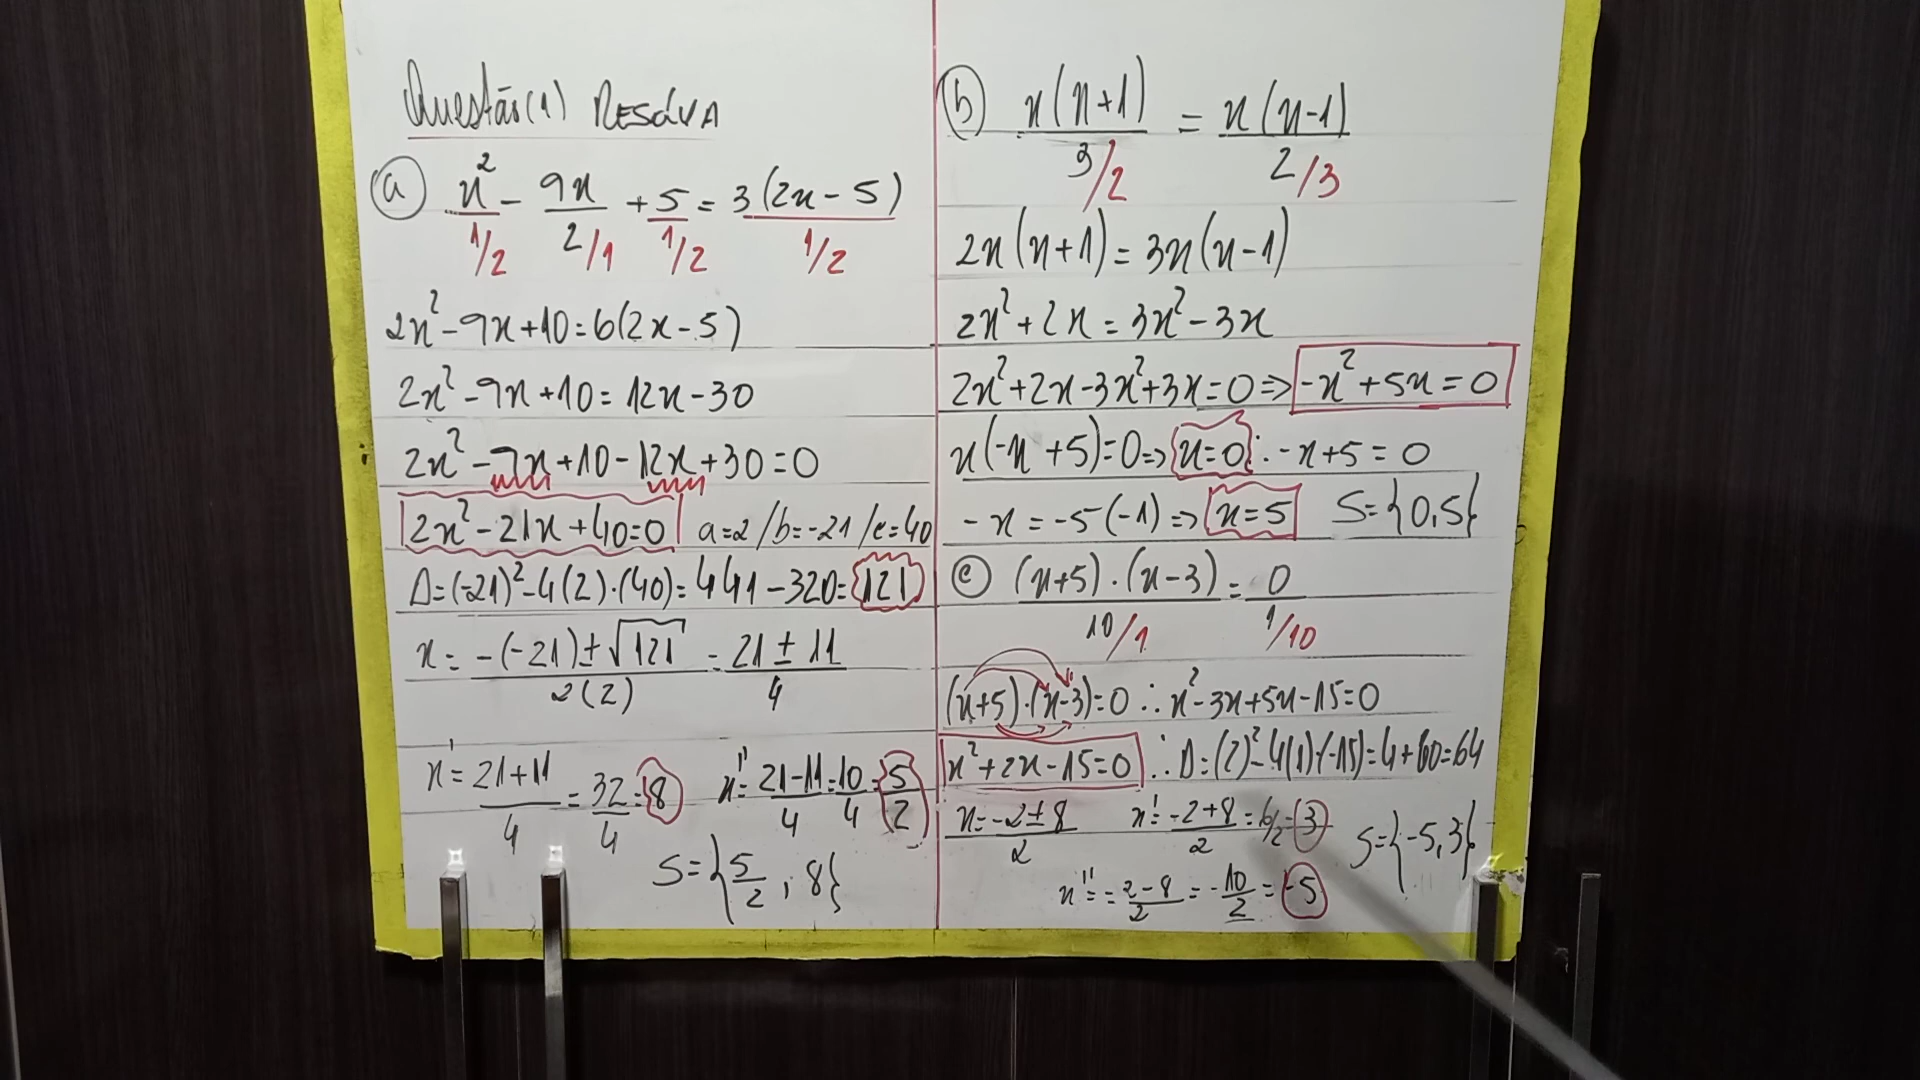 Questão(1) RESOLVA
(a) x²/1/2 - 9x/2/1 + 5/1/2 = 3(2x-5)/1/2
2x²-9x+10=6(2x-5)
2x²-9x+10=12x-30
2x²-9x+10-12x+30=0
2x²-21x+40=0 a=2/b=-21/c=40
Δ=(-21)²-4(2).(40)=441-320=121
x=-(-21)±√121/2(2)=21±11/4
x'=21+11/4=32/4=8 x''=21-11/4=10/4=5/2
S={5/2, 8}
(b) x(x+1)/3/2 = x(x-1)/2/3
2x(x+1)=3x(x-1)
2x²+2x=3x²-3x
2x²+2x-3x²+3x=0=>-x²+5x=0
x(-x+5)=0=>x=0∴-x+5=0
-x=-5(-1)=>x=5 S={0,5}
(c) (x+5).(x-3)/10/1=0/1/10
(x+5).(x-3)=0∴x²-3x+5x-15=0
x²+2x-15=0∴Δ=(2)²-4(1)(-15)=4+60=64
x=-2±8/2 x'=-2+8/2=6/2=3 S={-5,3}
x''=-2-8/2=-10/2=-5